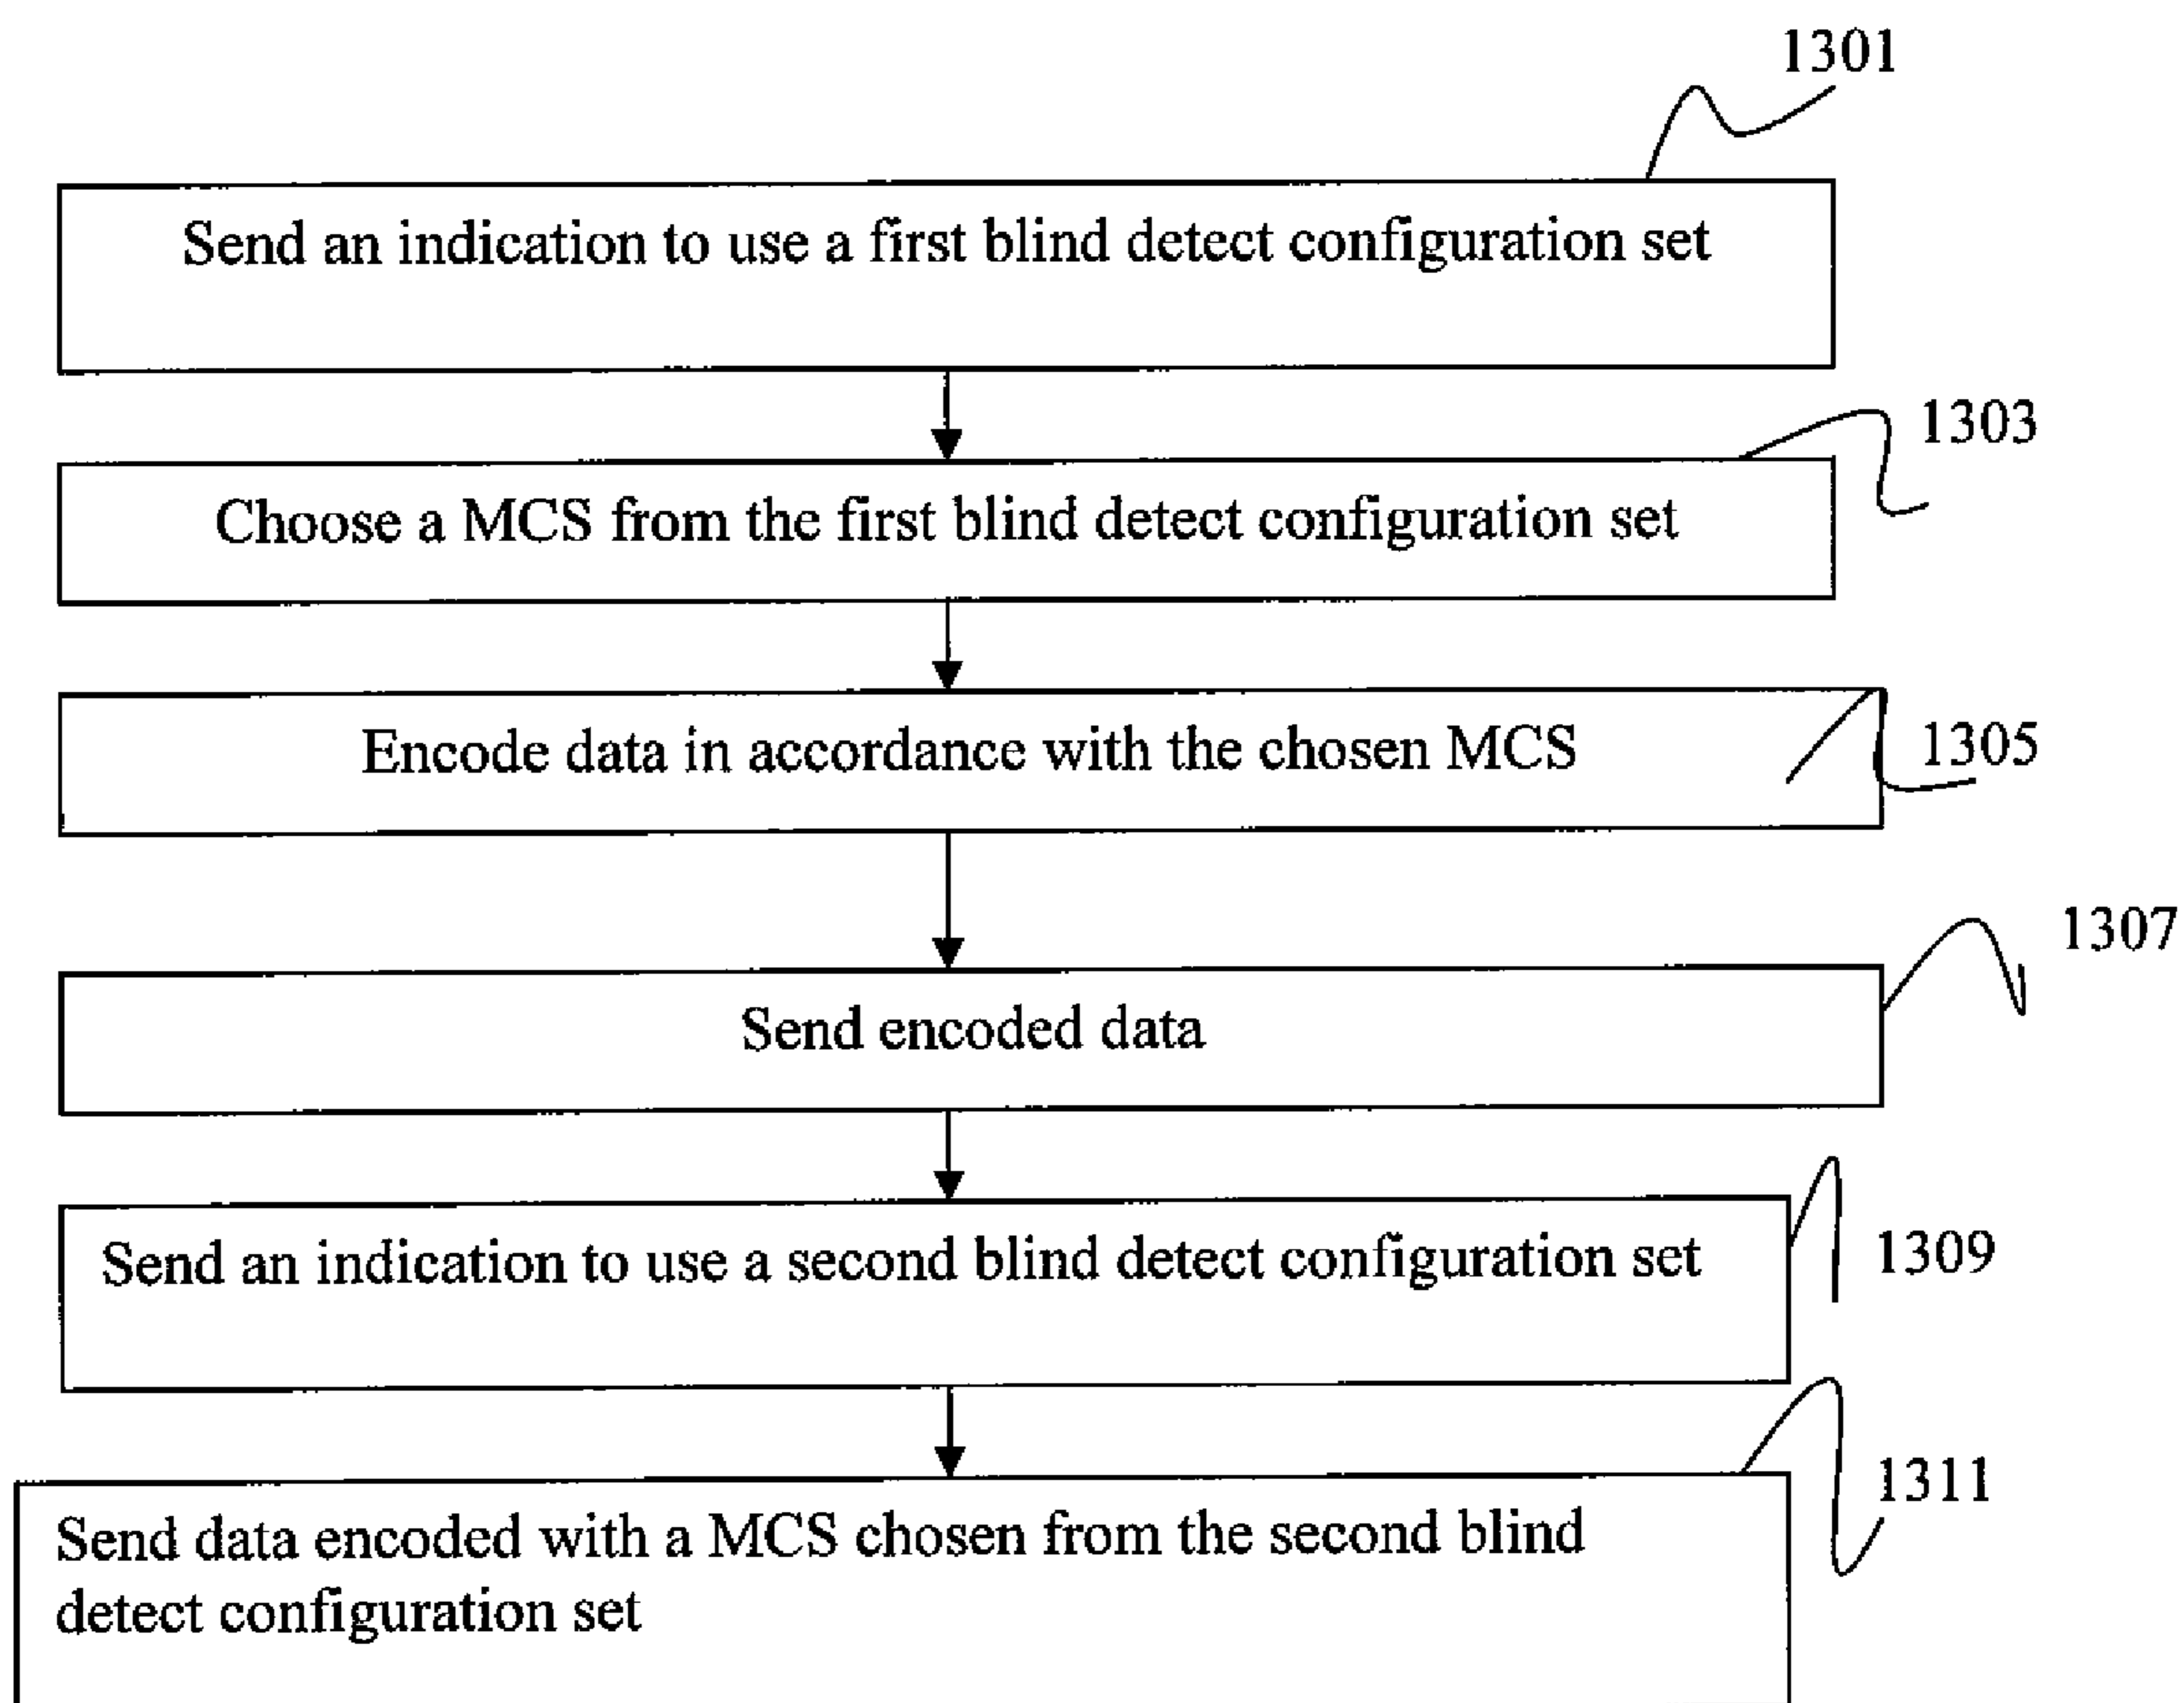 1301
Send an indication to use a first blind detect configuration set
1303
Choose a MCS from the first blind detect configuration set
Encode data in accordance with the chosen MCS
1305
1307
Send encoded data
Send an indication to use a second blind detect configuration set
1309
1311
Send data encoded with a MCS chosen from the second blind
detect configuration set